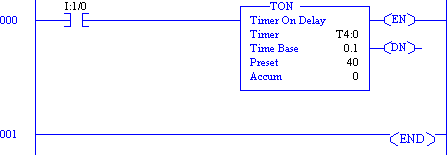 I:1/0
TON
000
Timer On Delay
EN
Timer T4:0
Time Base 0.1
DN
Preset 40
Accum 0
001
END